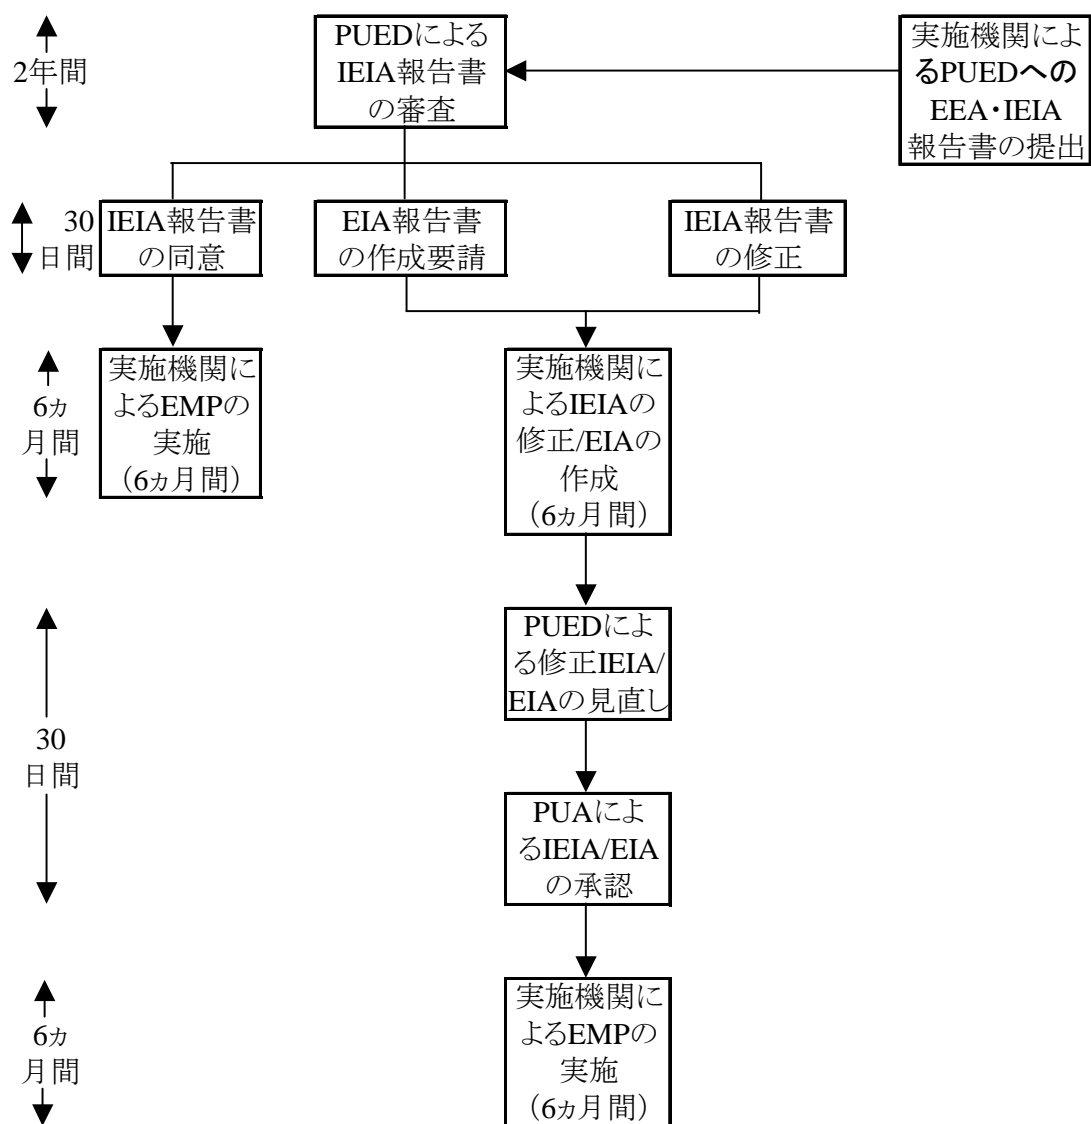 2年間
PUEDによる
IEIA報告書
の審査
実施機関によ
るPUEDへの
EEA・IEIA
報告書の提出
30
日間
IEIA報告書
の同意
EIA報告書
の作成要請
IEIA報告書
の修正
6カ
月間
実施機関に
よるEMPの
実施
（6ヵ月間）
実施機関に
よるIEIAの
修正/EIAの
作成
（6ヵ月間）
30
日間
PUEDによ
る修正IEIA/
EIAの見直し
PUAによ
るIEIA/EIA
の承認
6カ
月間
実施機関に
よるEMPの
実施
（6ヵ月間）